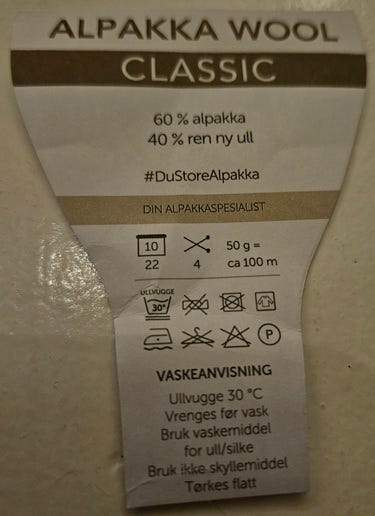 ALPAKKA WOOL
CLASSIC
60 % alpakka
40 % ren ny ull
#DuStoreAlpakka
DIN ALPAKKASPESIALIST
10
22
4
50 g =
ca 100 m
ULLVUGGE
30°
P
VASKEANVISNING
Ullvugge 30 °C
Vrenges før vask
Bruk vaskemiddel
for ull/silke
Bruk ikke skyllemiddel
Tørkes flatt